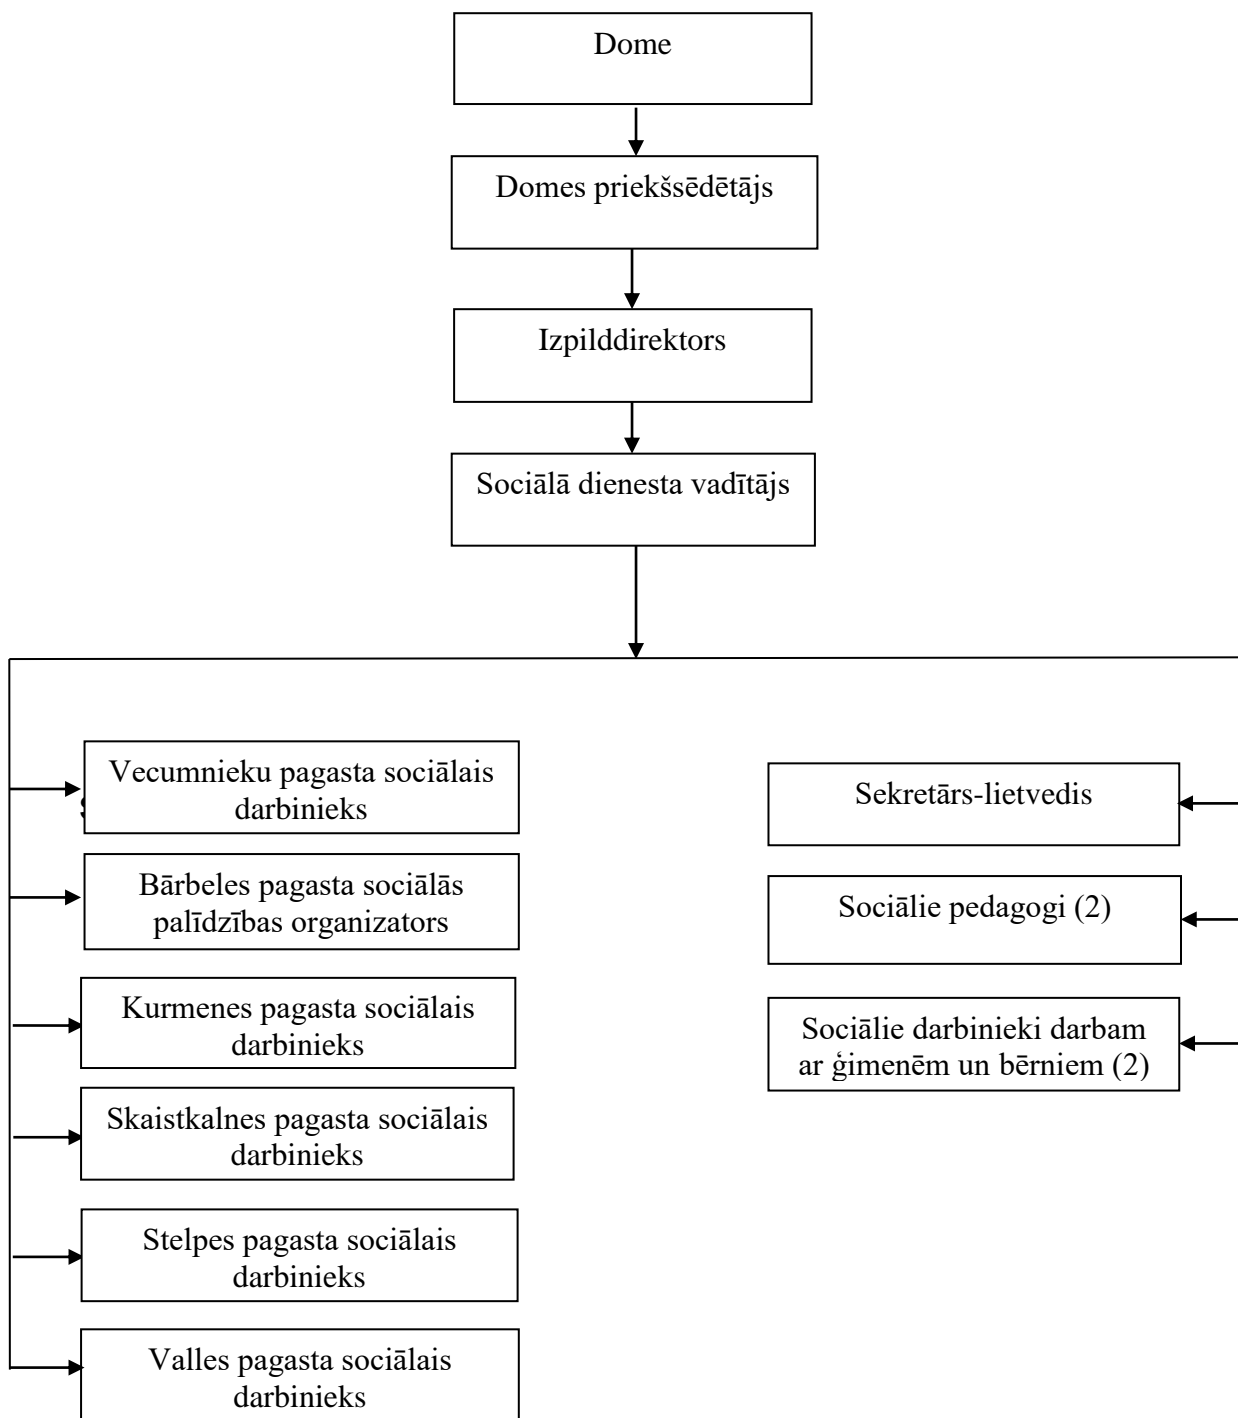 Dome
Domes priekšsēdētājs
Izpilddirektors
Sociālā dienesta vadītājs
Vecumnieku pagasta sociālais
darbinieks
Bārbeles pagasta sociālās
palīdzības organizators
Kurmenes pagasta sociālais
darbinieks
Skaistkalnes pagasta sociālais
darbinieks
Stelpes pagasta sociālais
darbinieks
Valles pagasta sociālais
darbinieks
Sekretārs-lietvedis
Sociālie pedagogi (2)
Sociālie darbinieki darbam
ar ģimenēm un bērniem (2)